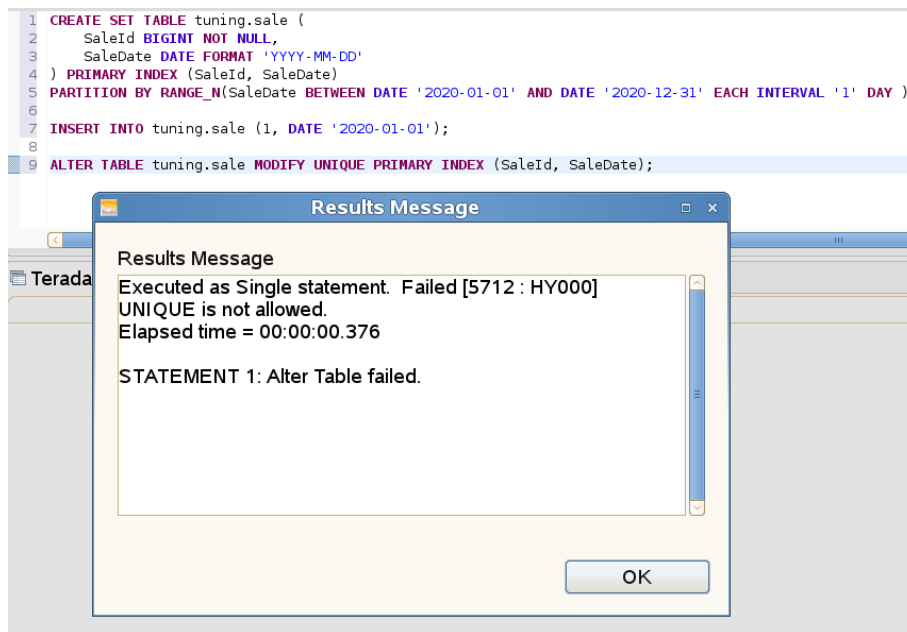 1 CREATE SET TABLE tuning.sale (
2 SaleId BIGINT NOT NULL,
3 SaleDate DATE FORMAT 'YYYY-MM-DD'
4 ) PRIMARY INDEX (SaleId, SaleDate)
5 PARTITION BY RANGE_N(SaleDate BETWEEN DATE '2020-01-01' AND DATE '2020-12-31' EACH INTERVAL '1' DAY )
6
7 INSERT INTO tuning.sale (1, DATE '2020-01-01');
8
9 ALTER TABLE tuning.sale MODIFY UNIQUE PRIMARY INDEX (SaleId, SaleDate);
Results Message
Terada
Results Message
Executed as Single statement. Failed [5712 : HY000]
UNIQUE is not allowed.
Elapsed time = 00:00:00.376
STATEMENT 1: Alter Table failed.
OK